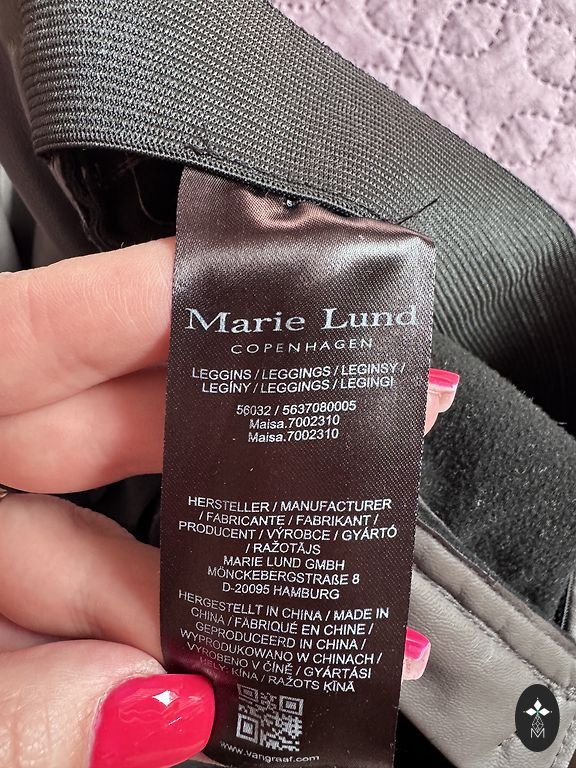 Marie Lund
COPENHAGEN
LEGGINS / LEGGINGS / LEGINSY /
LEGÍNY / LEGGINGS / LEGINGI
56032 / 5637080005
Maisa.7002310
Maisa.7002310
HERSTELLER / MANUFACTURER
/ FABRICANTE / FABRIKANT /
PRODUCENT / VÝROBCE / GYÁRTÓ
/ RAŽOTĀJS
MARIE LUND GMBH
MÖNCKEBERGSTRAßE 8
D-20095 HAMBURG
HERGESTELLT IN CHINA / MADE IN
CHINA / FABRIQUÉ EN CHINE /
GEPRODUCEERD IN CHINA /
WYPRODUKOWANO W CHINACH /
VYROBENO V ČÍNĚ / GYÁRTÁSI
HELY: KÍNA / RAŽOTS ĶĪNĀ
www.vangraaf.com
M